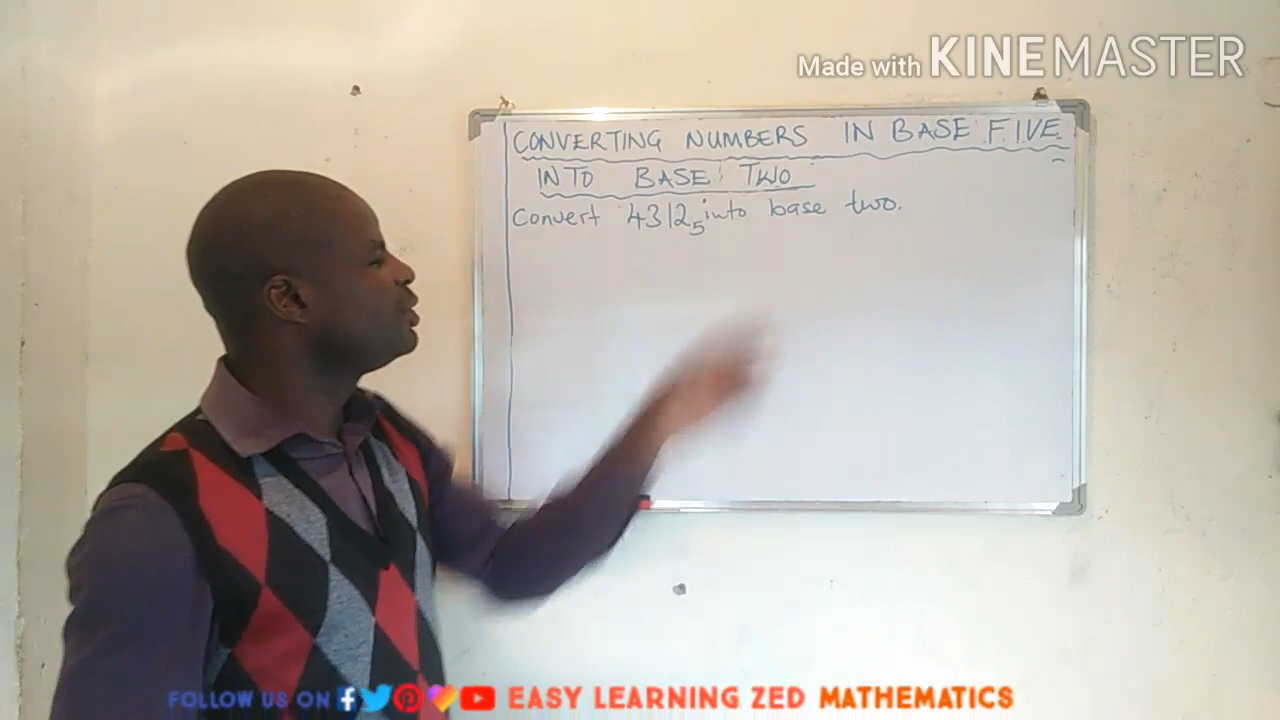 Made with KINEMASTER
CONVERTING NUMBERS IN BASE FIVE
INTO BASE TWO
Convert 4312₅ into base two.
FOLLOW US ON EASY LEARNING ZED MATHEMATICS